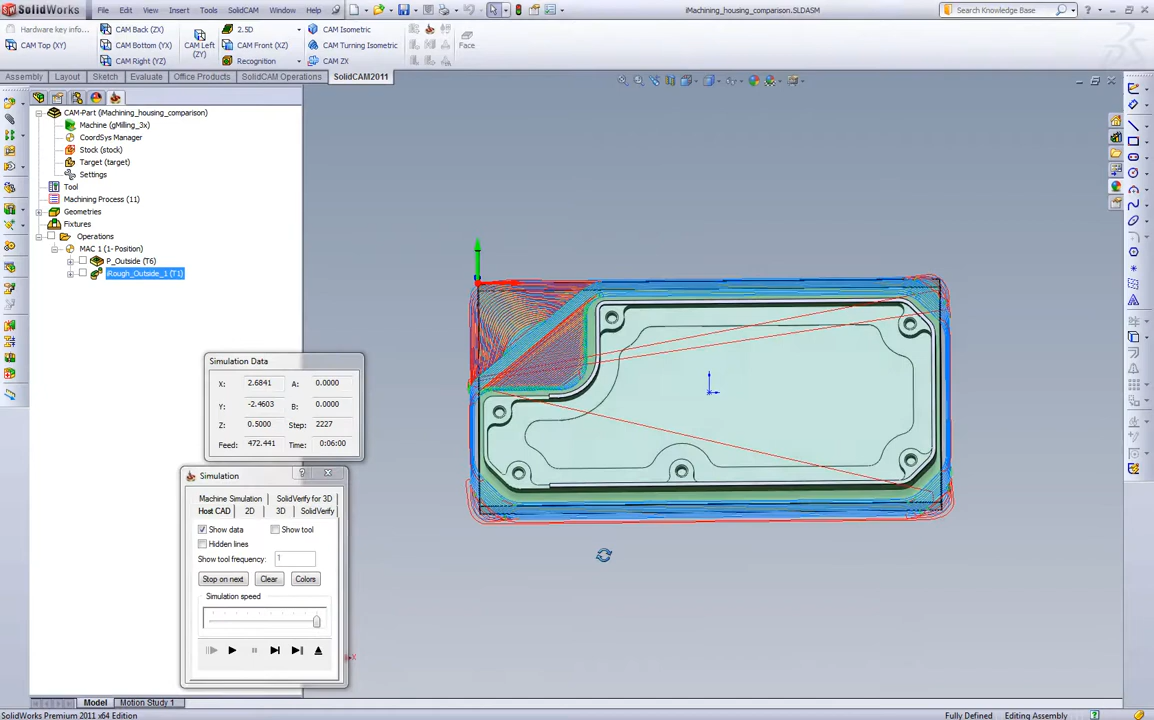 SolidWorks File Edit View Insert Tools SolidCAM Window Help iMachining_housing_comparison.SLDASM Search Knowledge Base
Hardware key info...
CAM Top (XY)
CAM Back (ZX)
CAM Bottom (YX)
CAM Right (YZ)
CAM Left (ZY)
2.5D
CAM Front (XZ)
Recognition
CAM Isometric
CAM Turning Isometric
CAM ZX
Face
Assembly Layout Sketch Evaluate Office Products SolidCAM Operations SolidCAM2011
CAM-Part (iMachining_housing_comparison)
Machine (gMilling_3x)
CoordSys Manager
Stock (stock)
Target (target)
Settings
Tool
Machining Process (11)
Geometries
Fixtures
Operations
MAC 1 (1- Position)
P_Outside (T6)
iRough_Outside_1 (T1)
Simulation Data
X: 2.6841 A: 0.0000
Y: -2.4603 B: 0.0000
Z: 0.5000 Step: 2227
Feed: 472.441 Time: 0:06:00
Simulation
Machine Simulation SolidVerify for 3D
Host CAD 2D 3D SolidVerify
Show data Show tool
Hidden lines
Show tool frequency: 1
Stop on next Clear Colors
Simulation speed
X
Model Motion Study 1
SolidWorks Premium 2011 x64 Edition Fully Defined Editing Assembly